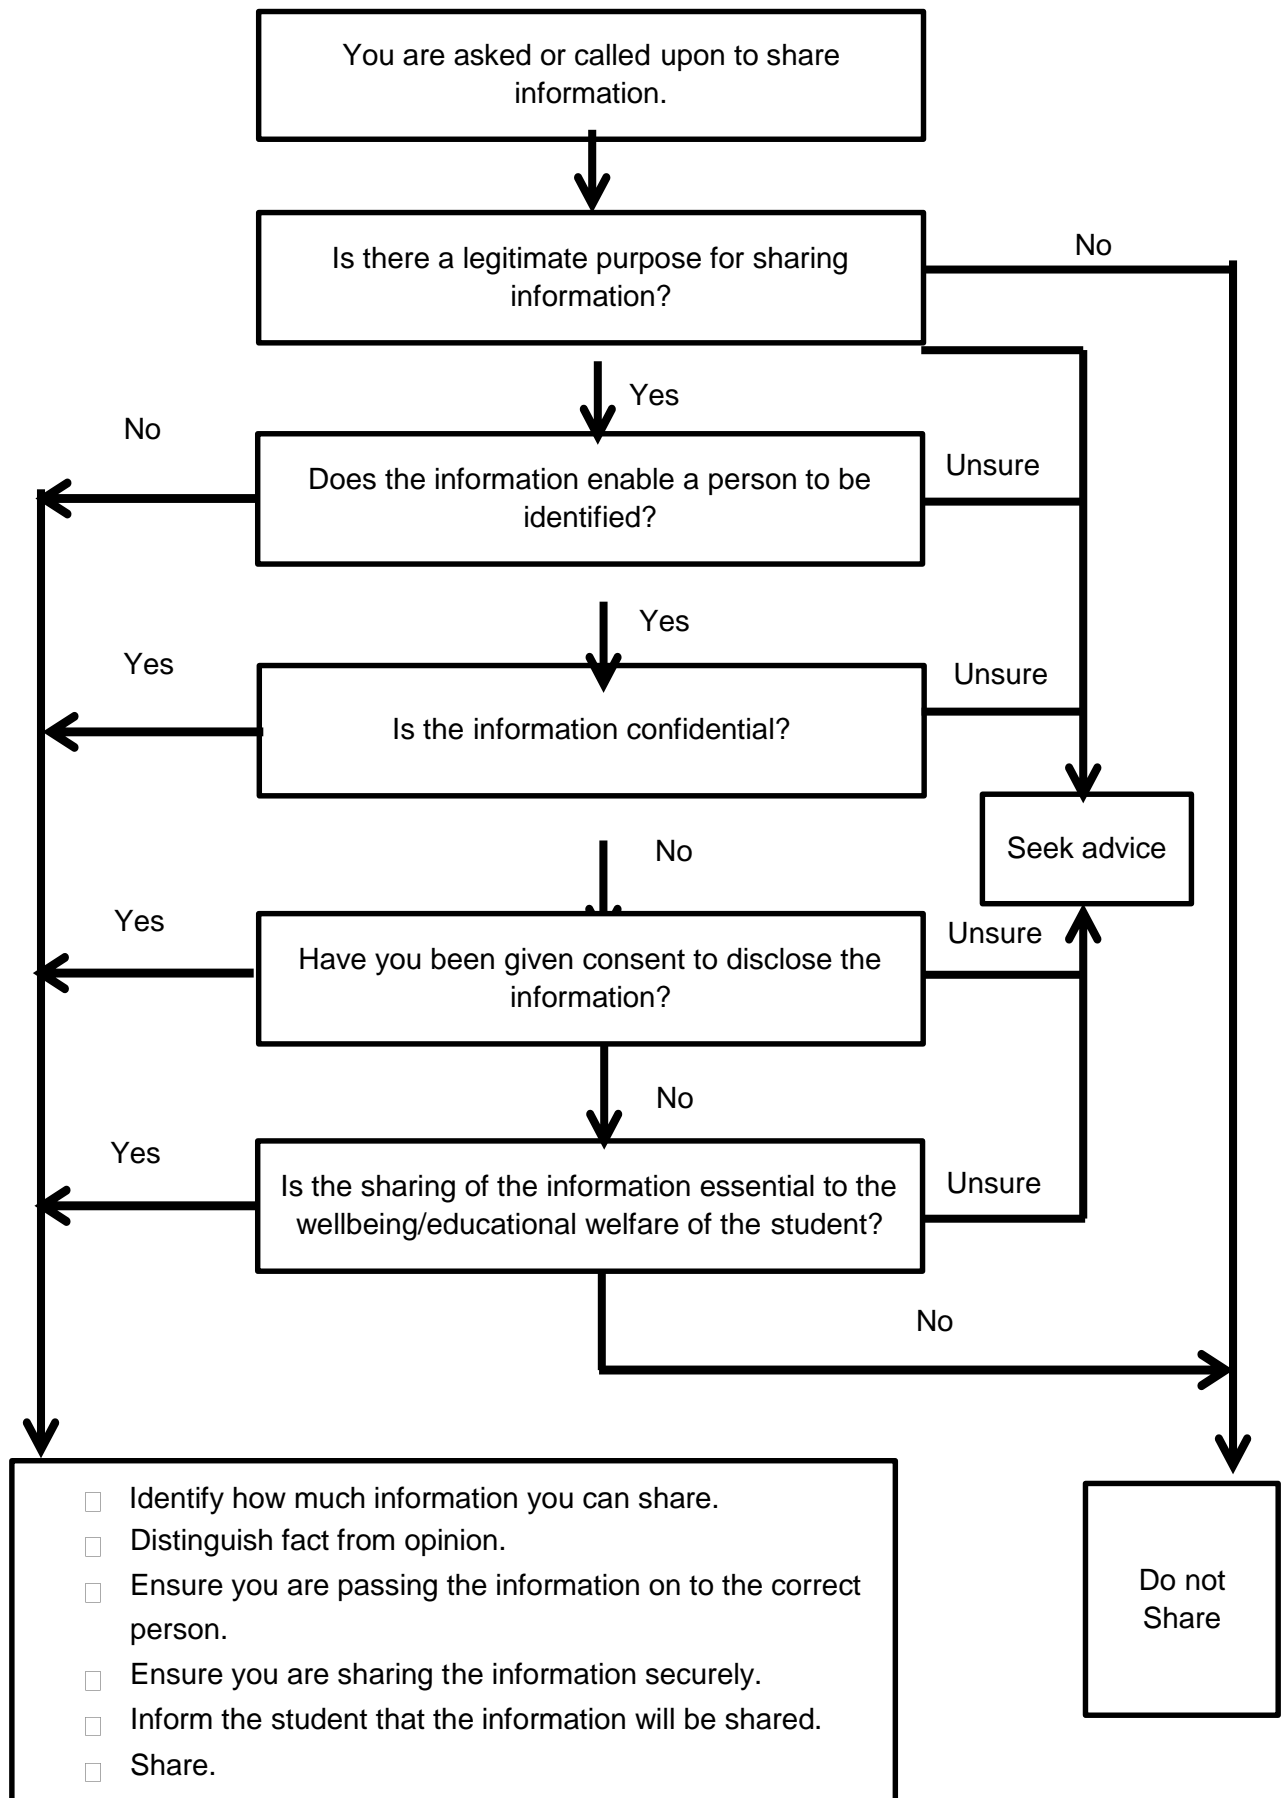 You are asked or called upon to share
information.
Is there a legitimate purpose for sharing
information?
No
Yes
No
Does the information enable a person to be
identified?
Unsure
Yes
Yes
Is the information confidential?
Unsure
No
Seek advice
Yes
Have you been given consent to disclose the
information?
Unsure
No
Yes
Is the sharing of the information essential to the
wellbeing/educational welfare of the student?
Unsure
No
Identify how much information you can share.
Distinguish fact from opinion.
Ensure you are passing the information on to the correct
person.
Ensure you are sharing the information securely.
Inform the student that the information will be shared.
Share.
Do not
Share